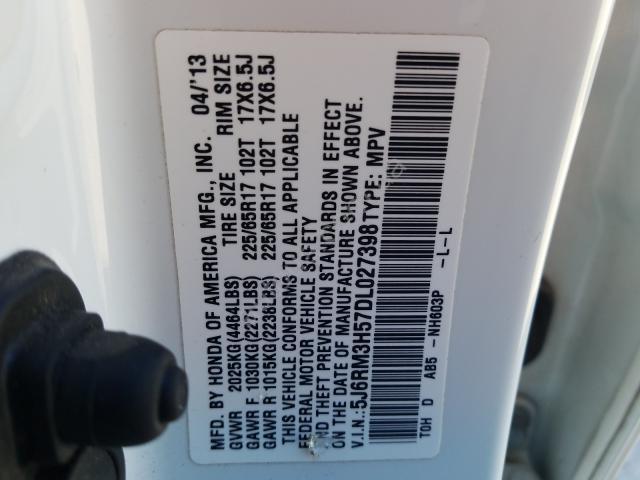 MFD. BY HONDA OF AMERICA MFG., INC. 04/'13
TIRE SIZE RIM SIZE
GVWR 2025KG(4464LBS)
GAWR F 1030KG(2271LBS) 225/65R17 102T 17X6.5J
GAWR R 1015KG(2238LBS) 225/65R17 102T 17X6.5J
THIS VEHICLE CONFORMS TO ALL APPLICABLE
FEDERAL MOTOR VEHICLE SAFETY
AND THEFT PREVENTION STANDARDS IN EFFECT
ON THE DATE OF MANUFACTURE SHOWN ABOVE.
V.I.N.:5J6RM3H57DL027398 TYPE: MPV
TOH D AB5 -NH603P -L-L